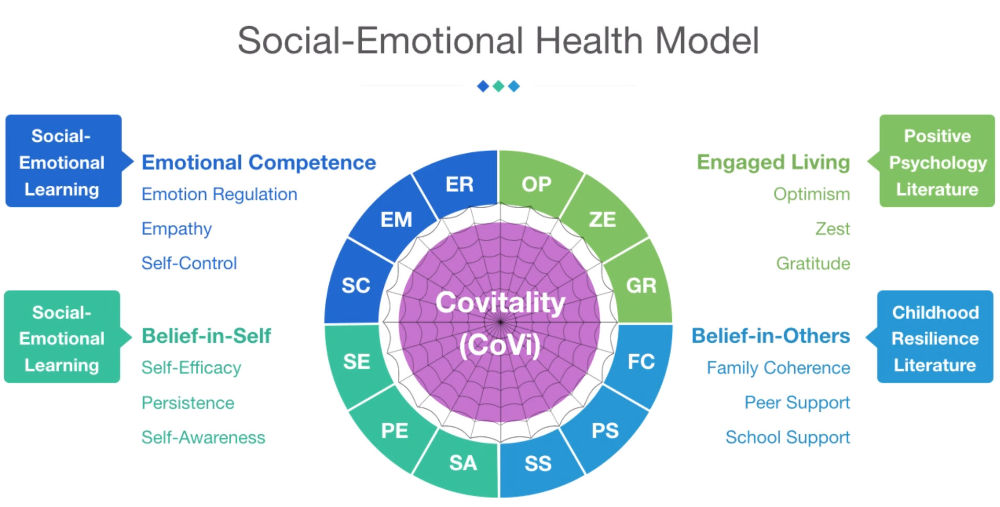 Social-Emotional Health Model
Social-
Emotional
Learning
Emotional Competence
Emotion Regulation
Empathy
Self-Control
Social-
Emotional
Learning
Belief-in-Self
Self-Efficacy
Persistence
Self-Awareness
ER
EM
SC
SE
PE
SA
OP
ZE
GR
FC
PS
SS
Covitality
(CoVi)
Engaged Living
Optimism
Zest
Gratitude
Positive
Psychology
Literature
Belief-in-Others
Family Coherence
Peer Support
School Support
Childhood
Resilience
Literature